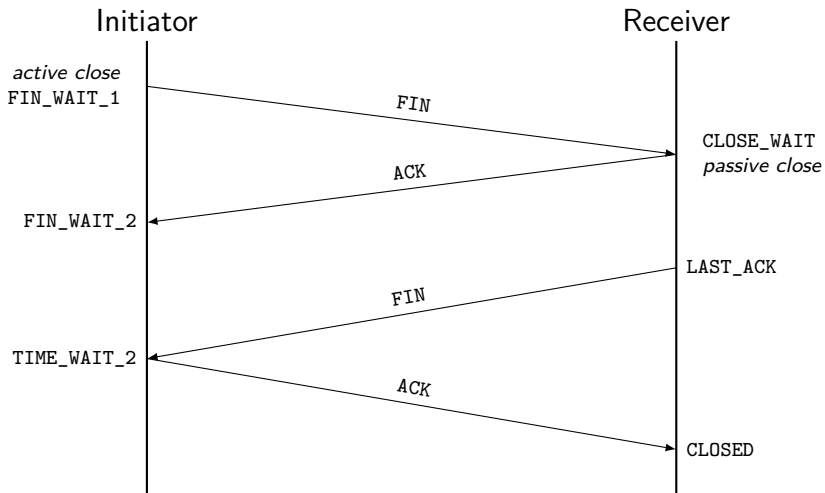 Initiator
Receiver
active close
FIN_WAIT_1
FIN
CLOSE_WAIT
passive close
ACK
FIN_WAIT_2
LAST_ACK
FIN
TIME_WAIT_2
ACK
CLOSED